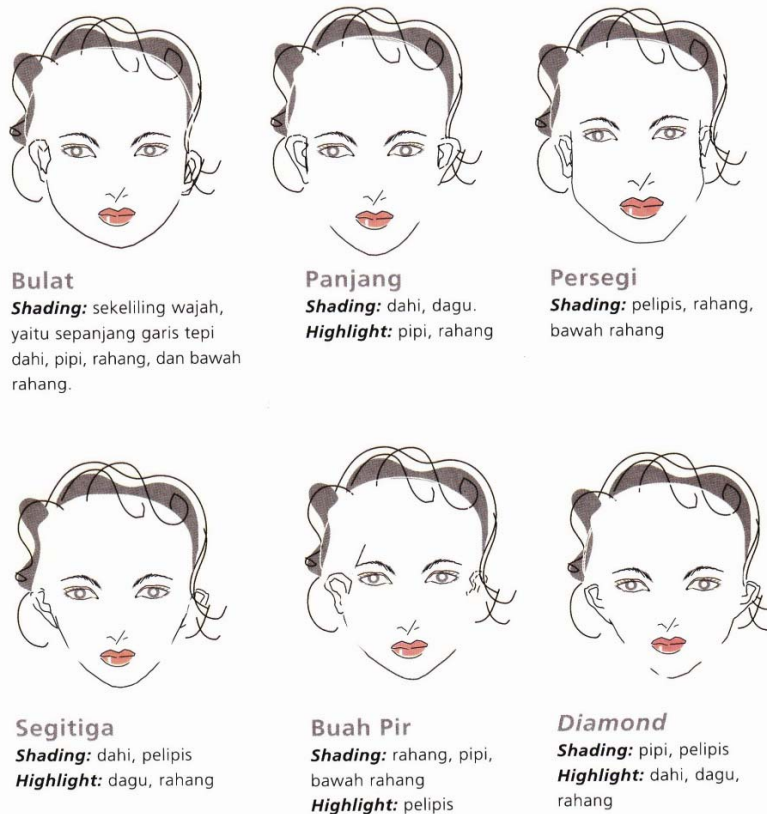 Bulat
Shading: sekeliling wajah,
yaitu sepanjang garis tepi
dahi, pipi, rahang, dan bawah
rahang.
Panjang
Shading: dahi, dagu.
Highlight: pipi, rahang
Persegi
Shading: pelipis, rahang,
bawah rahang
Segitiga
Shading: dahi, pelipis
Highlight: dagu, rahang
Buah Pir
Shading: rahang, pipi,
bawah rahang
Highlight: pelipis
Diamond
Shading: pipi, pelipis
Highlight: dahi, dagu,
rahang